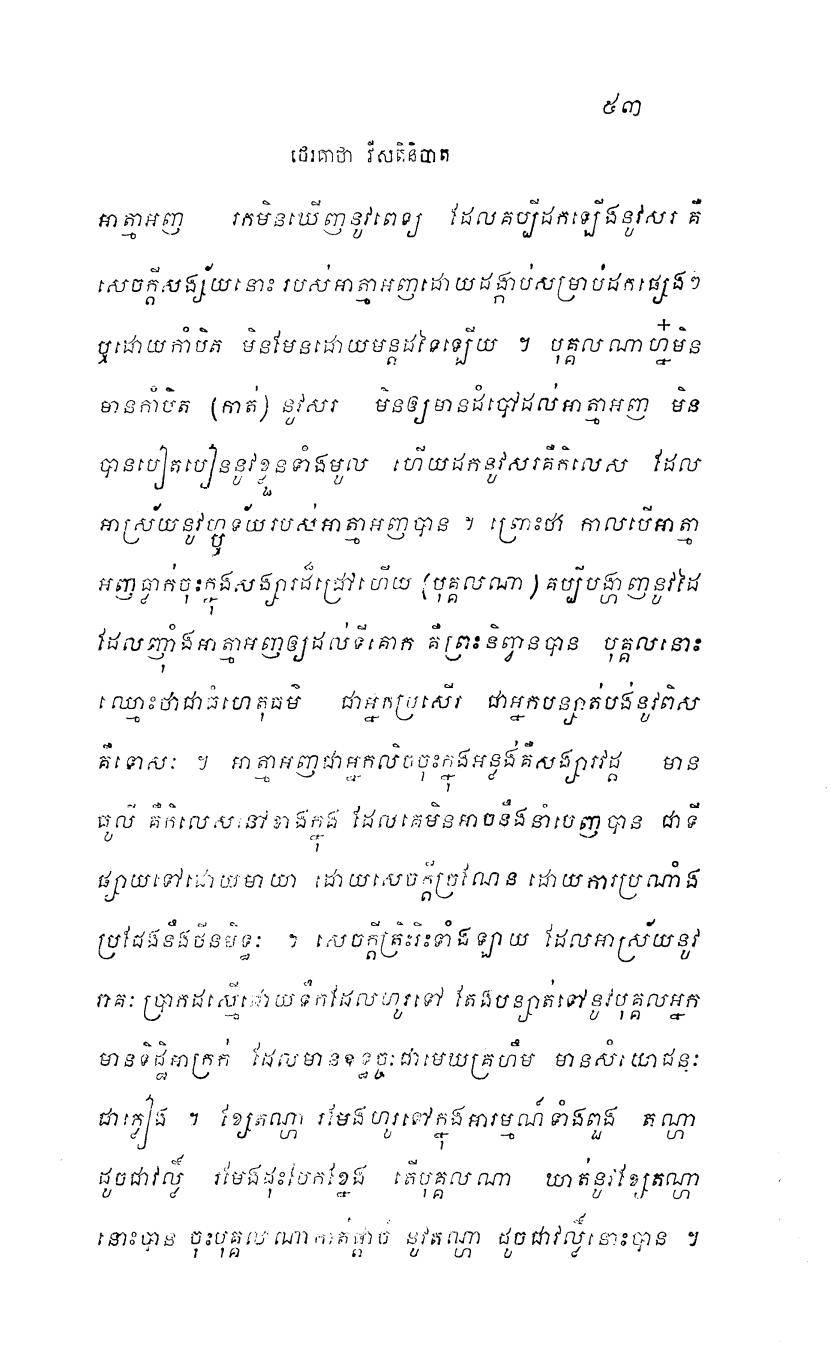 ៥៣
ថេរគាថា វីសតិនិបាត
អាត្មាអញ រកមិនឃើញនូវពេទ្យ ដែលគប្បីដកឡើងនូវសរ គឺ
សេចក្តីសង្ស័យនោះ របស់អាត្មាអញដោយដង្កាប់សម្រាប់ដកផ្សេងៗ
ឬដោយកាំបិត មិនមែនដោយមន្តដទៃឡើយ ។ បុគ្គលណាហ្ន៎មិន
មានកាំបិត (កាត់) នូវសរ មិនឲ្យមានដំបៅដល់អាត្មាអញ មិន
បានបៀតបៀននូវខ្លួនទាំងមូល ហើយដកនូវសរគឺកិលេស ដែល
អាស្រ័យនូវហ្ឫទ័យរបស់អាត្មាអញបាន ។ ព្រោះថា កាលបើអាត្មា
អញធ្លាក់ចុះក្នុងសង្សារដ៏ជ្រៅហើយ (បុគ្គលណា) គប្បីបង្ហាញនូវដៃ
ដែលញ៉ាំងអាត្មាអញឲ្យដល់ទីគោក គឺព្រះនិព្វានបាន បុគ្គលនោះ
ឈ្មោះថាជាធំហេតុធម៌ ជាអ្នកប្រសើរ ជាអ្នកបន្សាត់បង់នូវពិស
គឺទោសៈ ។ អាត្មាអញជាអ្នកលិចចុះក្នុងអន្លង់គឺសង្សារវដ្ត មាន
ធូលី គឺកិលេសនៅខាងក្នុង ដែលគេមិនអាចនឹងនាំចេញបាន ជាទី
ផ្សាយទៅដោយមាយា ដោយសេចក្តីច្រណែន ដោយការប្រណាំង
ប្រជែងនឹងថីនមិទ្ធៈ ។ សេចក្តីត្រិះរិះទាំងឡាយ ដែលអាស្រ័យនូវ
រាគៈ ប្រាកដស្មើដោយទឹកដែលហូរទៅ តែងបន្សាត់ទៅនូវបុគ្គលអ្នក
មានទិដ្ឋិអាក្រក់ ដែលមានឧទ្ធច្ចៈជាមេឃគ្រហឹម មានសំយោជនៈ
ជាភ្លៀង ។ ខ្សែតណ្ហា រមែងហូរទៅក្នុងអារម្មណ៍ទាំងពួង តណ្ហា
ដូចជាវល្លិ៍ រមែងដុះបែកខ្នែង តើបុគ្គលណា ឃាត់នូវខ្សែតណ្ហា
នោះបាន ចុះបុគ្គលណាកាត់ផ្តាច់ នូវតណ្ហា ដូចជាវល្លិ៍នោះបាន ។